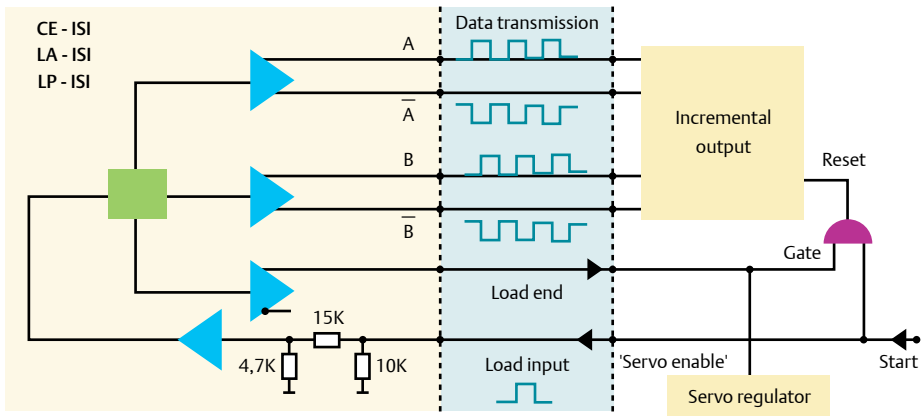 CE - ISI
LA - ISI
LP - ISI
Data transmission
A
A̅
B
B̅
Incremental
output
Reset
Gate
Load end
15K
4,7K
10K
Load input
'Servo enable'
Start
Servo regulator